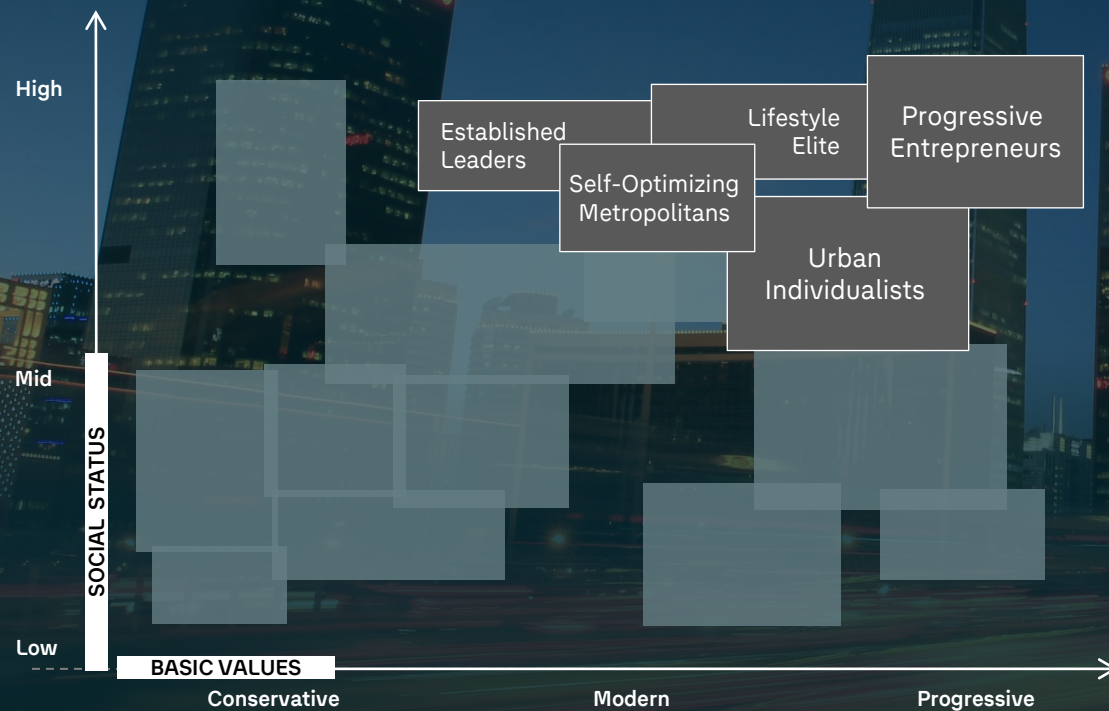 High
Established
Leaders
Lifestyle
Elite
Progressive
Entrepreneurs
Self-Optimizing
Metropolitans
Urban
Individualists
Mid
SOCIAL STATUS
Low
BASIC VALUES
Conservative
Modern
Progressive